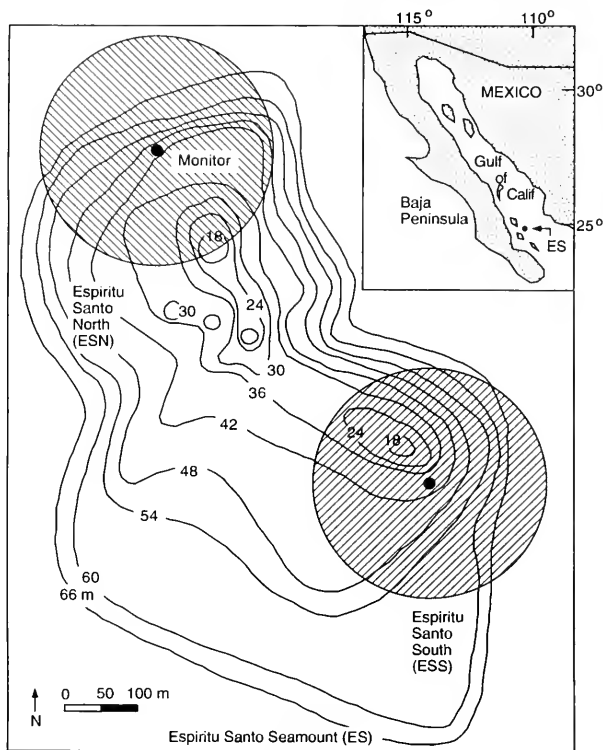 115°
110°
MEXICO
30°
Gulf
of
Calif
Baja
Peninsula
25°
ES
Monitor
18
Espiritu
Santo
North
(ESN)
30
24
30
36
42
24
18
48
54
60
66 m
Espiritu
Santo
South
(ESS)
0 50 100 m
N
Espiritu Santo Seamount (ES)